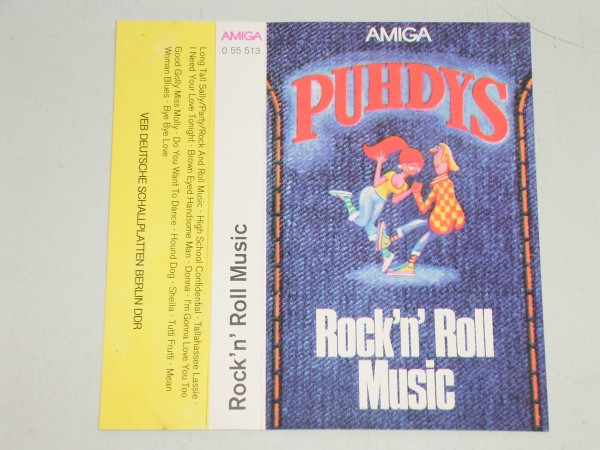 AMIGA
PUHDYS
Rock'n' Roll
Music
AMIGA
0 55 513
Rock'n' Roll Music
Long Tall Sally/Party/Rock And Roll Music · High School Confidential · Tallahassee Lassie ·
I Need Your Love Tonight · Brown Eyed Handsome Man · Donna · I'm Gonna Love You Too
Good Golly Miss Molly · Do You Want To Dance · Hound Dog · Sheila · Tutti Frutti · Mean
Woman Blues · Bye Bye Love
VEB DEUTSCHE SCHALLPLATTEN BERLIN DDR